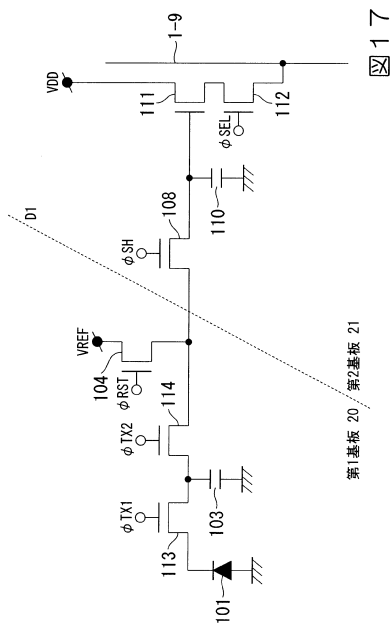 図17
D1
VDD
1-9
111
φSEL
112
φSH
108
110
VREF
104
φRST
φTX2
114
φTX1
113
103
101
第1基板 20
第2基板 21